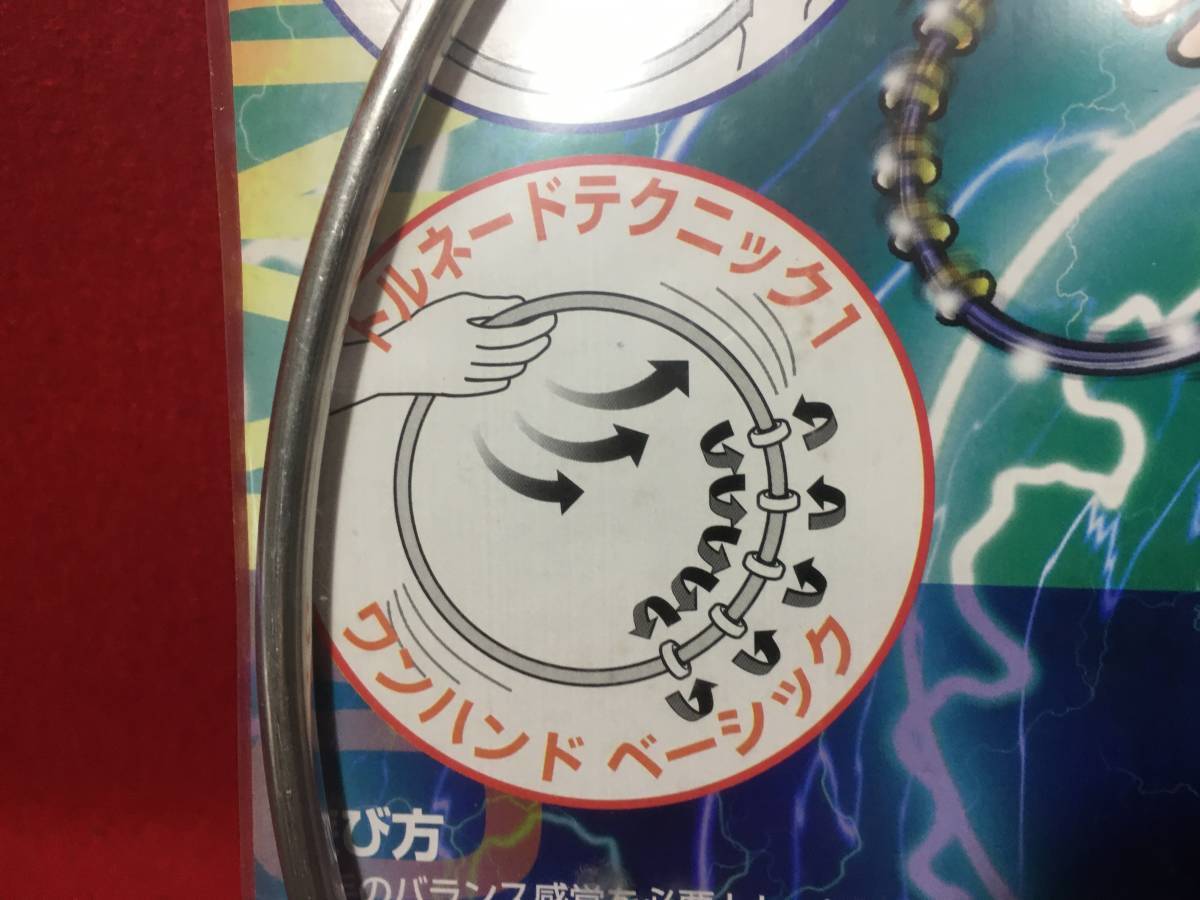 トルネードテクニック1
ワンハンド ベーシック
び方
のバランス感覚を必要と